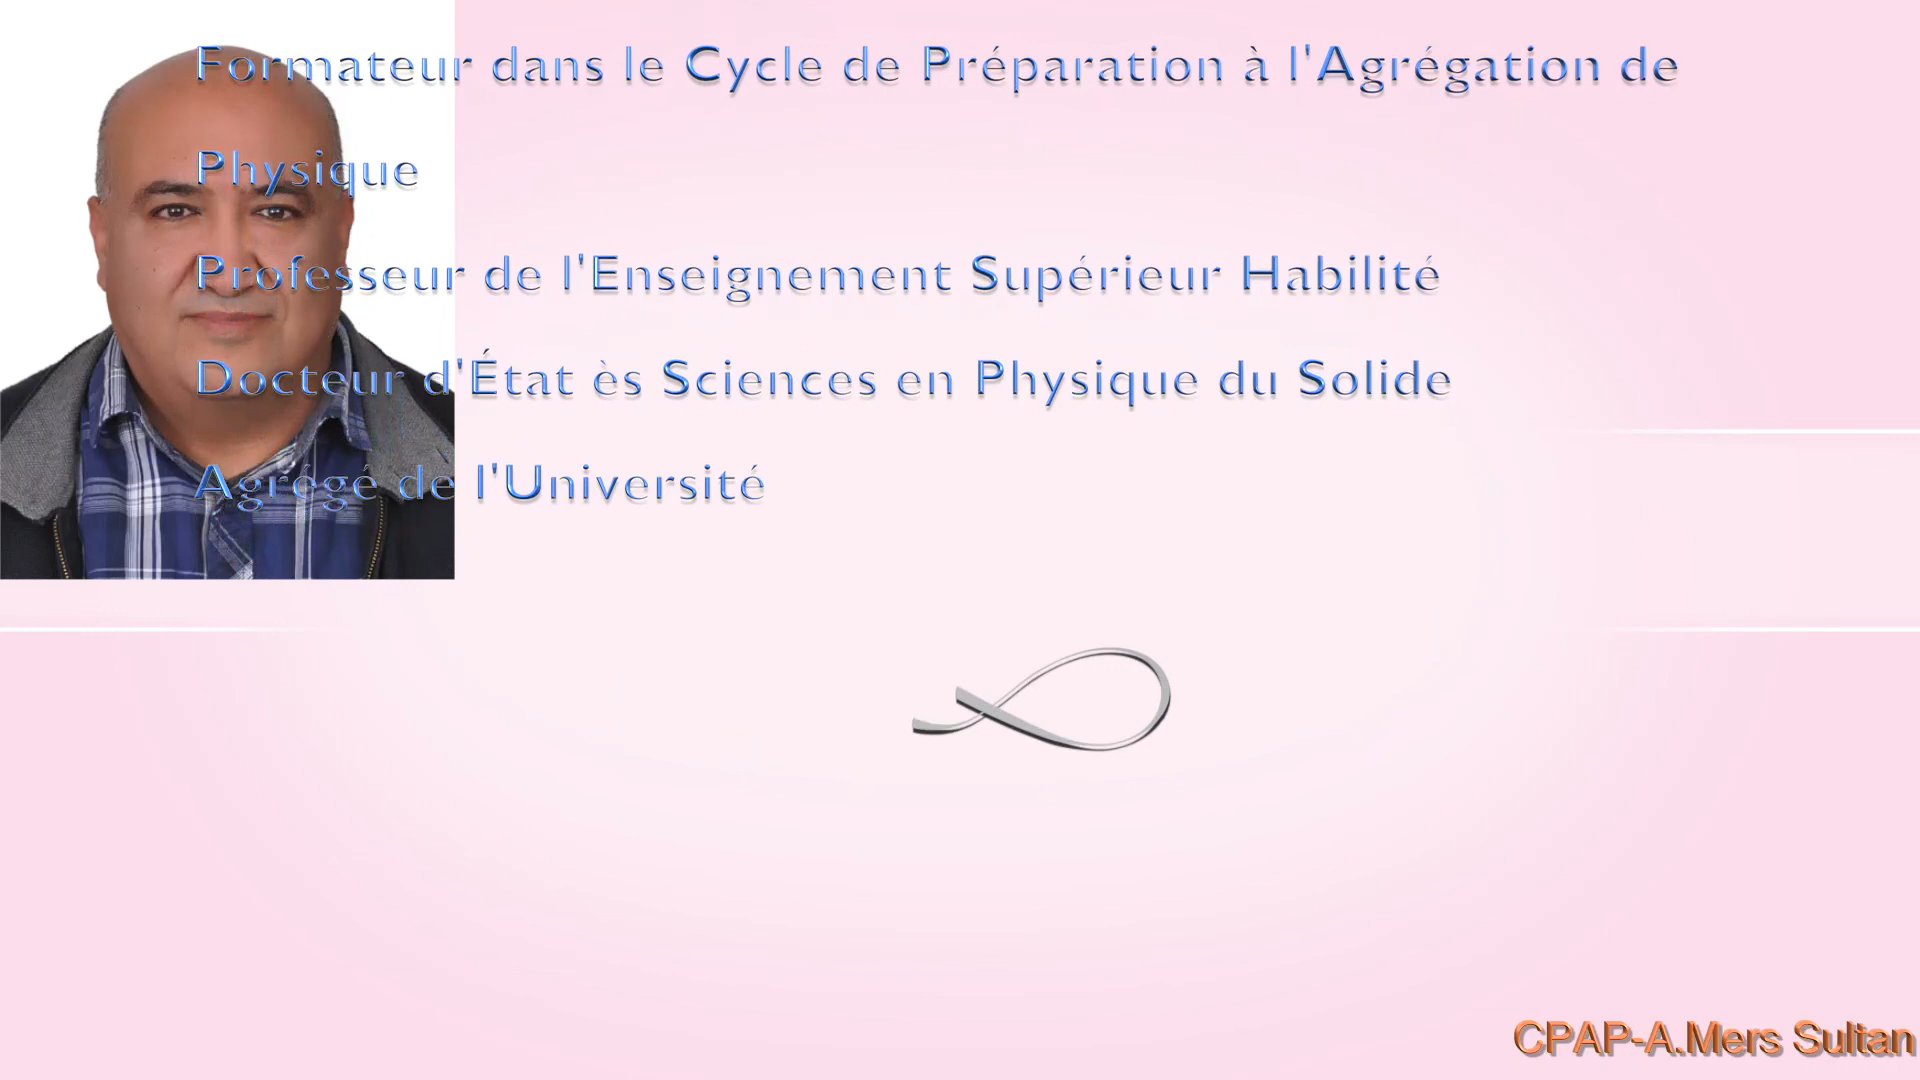 Formateur dans le Cycle de Préparation à l'Agrégation de
Physique
Professeur de l'Enseignement Supérieur Habilité
Docteur d'État ès Sciences en Physique du Solide
Agrégé de l'Université
CPAP-A.Mers Sultan